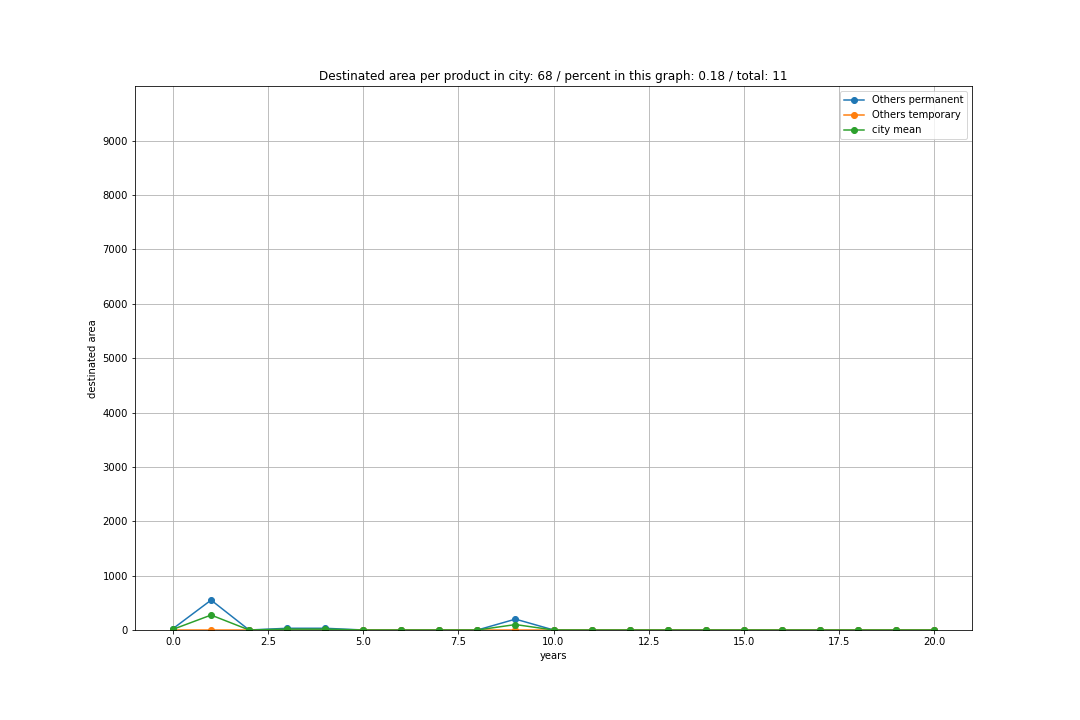 Destinated area per product in city: 68 / percent in this graph: 0.18 / total: 11
Others permanent
Others temporary
city mean
9000
8000
7000
6000
5000
4000
3000
2000
1000
0
destinated area
0.0 2.5 5.0 7.5 10.0 12.5 15.0 17.5 20.0
years